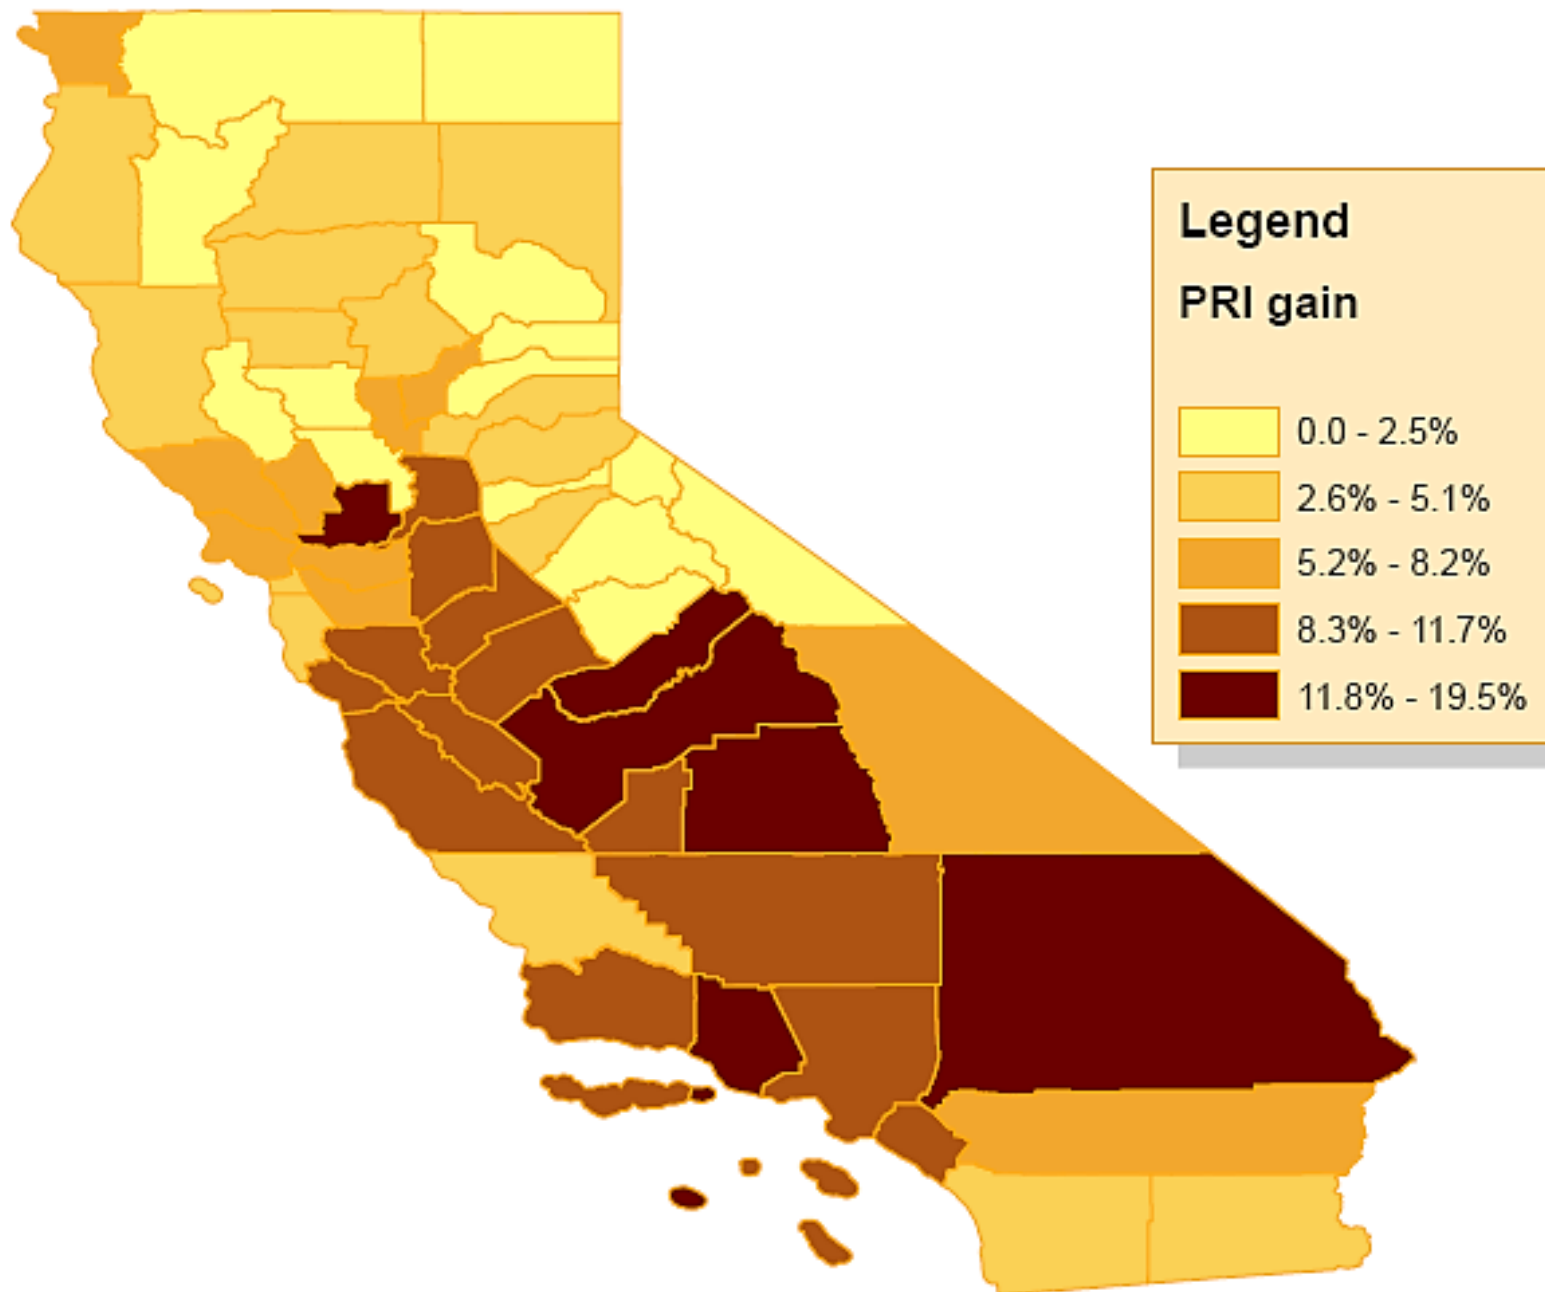 Legend
PRI gain
0.0 - 2.5%
2.6% - 5.1%
5.2% - 8.2%
8.3% - 11.7%
11.8% - 19.5%